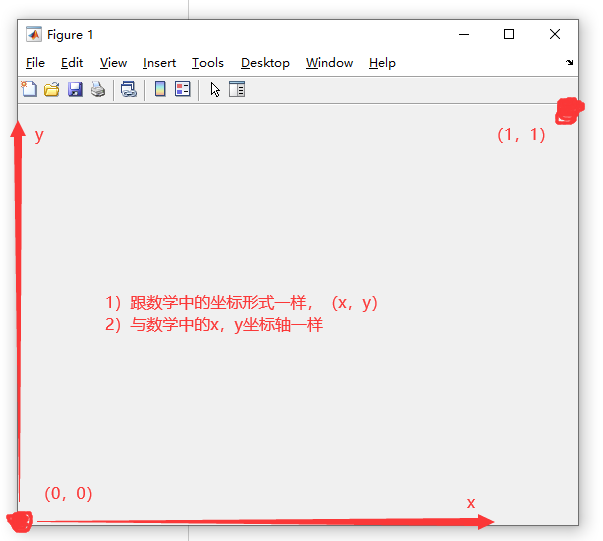 Figure 1
File Edit View Insert Tools Desktop Window Help
y
(1，1)
1）跟数学中的坐标形式一样，（x，y）
2）与数学中的x，y坐标轴一样
(0，0)
x